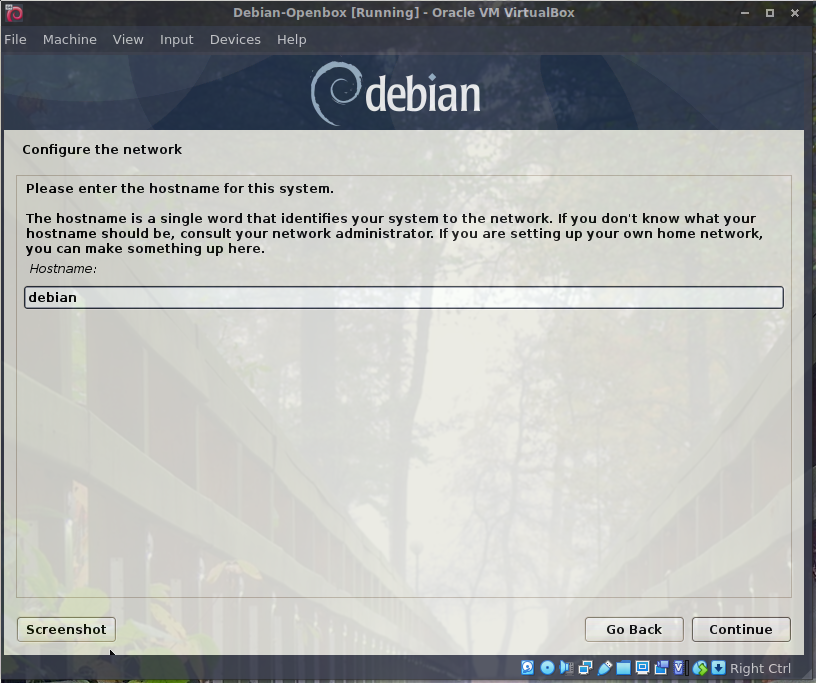 Debian-Openbox [Running] - Oracle VM VirtualBox
File Machine View Input Devices Help
debian
Configure the network
Please enter the hostname for this system.
The hostname is a single word that identifies your system to the network. If you don't know what your
hostname should be, consult your network administrator. If you are setting up your own home network,
you can make something up here.
Hostname:
debian
Screenshot Go Back Continue
Right Ctrl